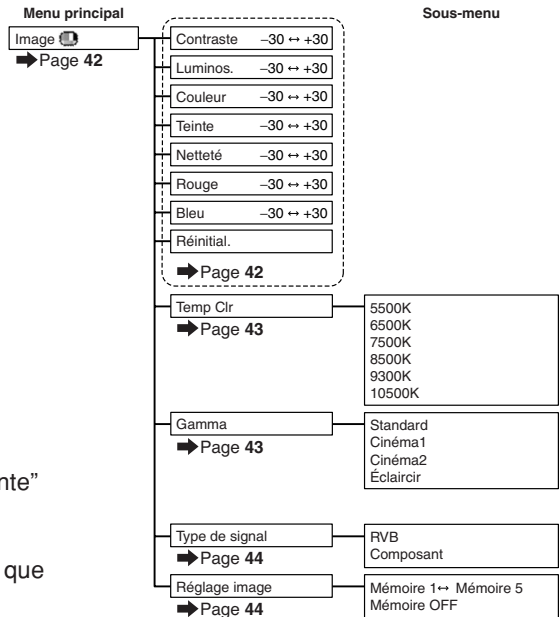 Menu principal
Sous-menu
Image
➡Page 42
Contraste −30 ↔ +30
Luminos. −30 ↔ +30
Couleur −30 ↔ +30
Teinte −30 ↔ +30
Netteté −30 ↔ +30
Rouge −30 ↔ +30
Bleu −30 ↔ +30
Réinitial.
➡Page 42
Temp Clr
➡Page 43
5500K
6500K
7500K
8500K
9300K
10500K
Gamma
➡Page 43
Standard
Cinéma1
Cinéma2
Éclaircir
nte”
Type de signal
➡Page 44
RVB
Composant
que
Réglage image
➡Page 44
Mémoire 1↔ Mémoire 5
Mémoire OFF